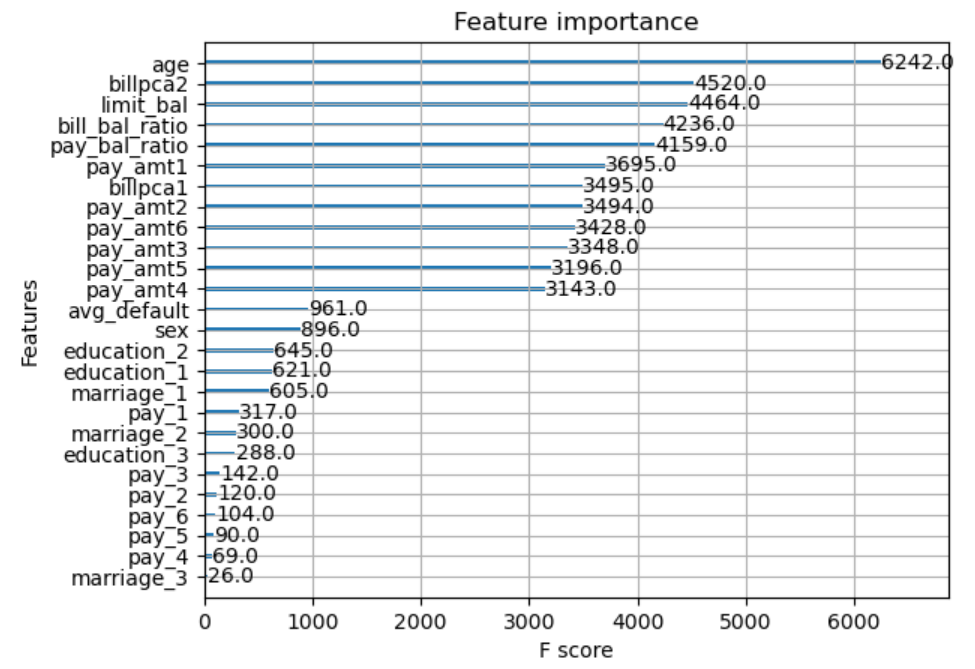 Feature importance
age 6242.0
billpca2 4520.0
limit_bal 4464.0
bill_bal_ratio 4236.0
pay_bal_ratio 4159.0
pay_amt1 3695.0
billpca1 3495.0
pay_amt2 3494.0
pay_amt6 3428.0
pay_amt3 3348.0
pay_amt5 3196.0
pay_amt4 3143.0
avg_default 961.0
sex 896.0
education_2 645.0
education_1 621.0
marriage_1 605.0
pay_1 317.0
marriage_2 300.0
education_3 288.0
pay_3 142.0
pay_2 120.0
pay_6 104.0
pay_5 90.0
pay_4 69.0
marriage_3 26.0
Features
0 1000 2000 3000 4000 5000 6000
F score